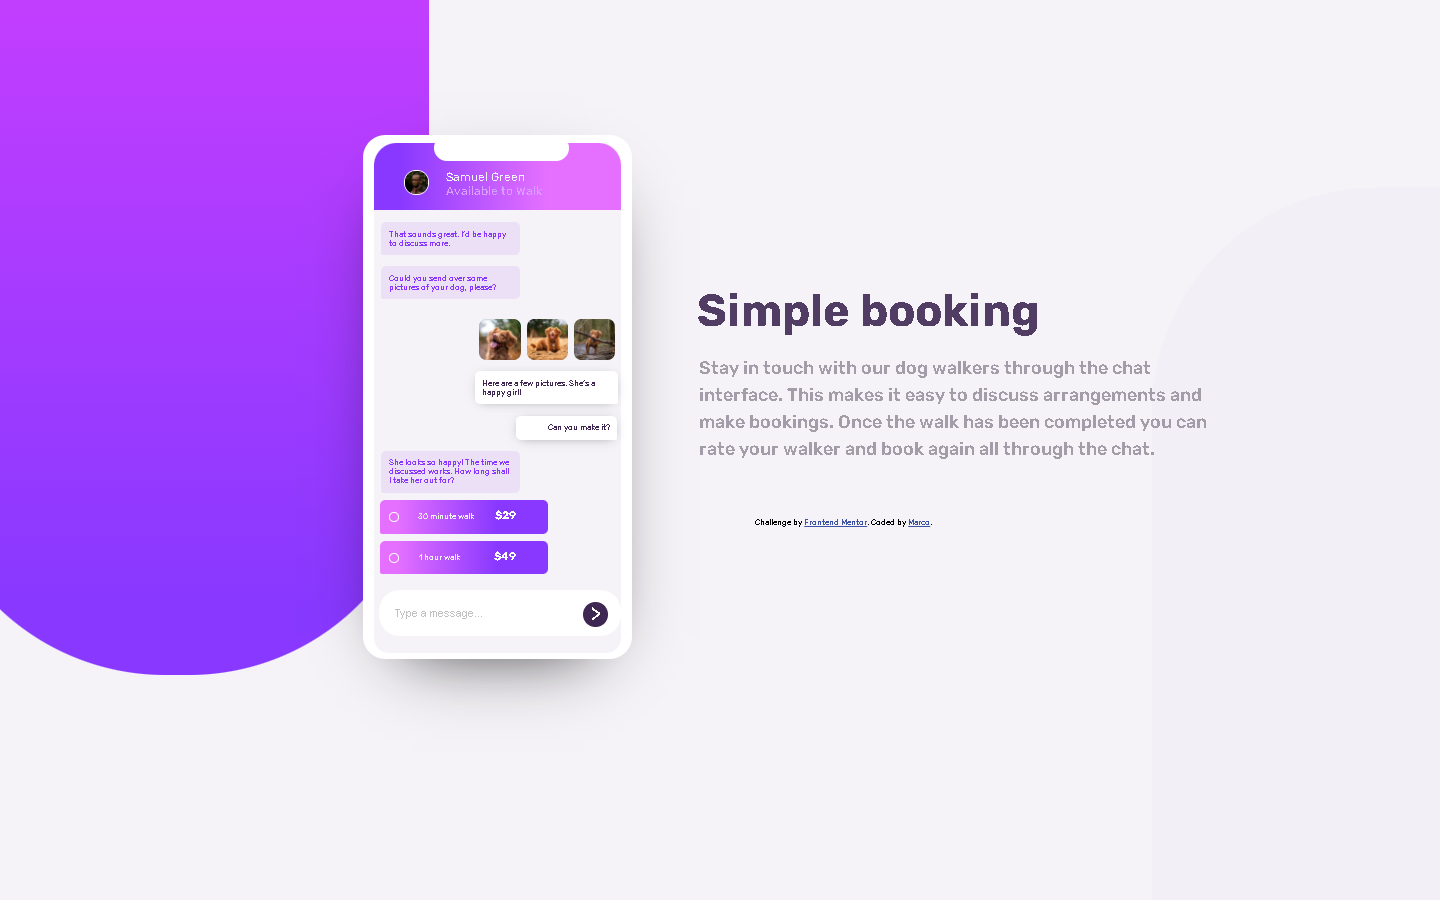 Samuel Green
Available to Walk
That sounds great. I'd be happy
to discuss more.
Could you send over some
pictures of your dog, please?
Here are a few pictures. She's a
happy girl!
Can you make it?
She looks so happy! The time we
discussed works. How long shall
I take her out for?
30 minute walk $29
1 hour walk $49
Type a message...
Simple booking
Stay in touch with our dog walkers through the chat
interface. This makes it easy to discuss arrangements and
make bookings. Once the walk has been completed you can
rate your walker and book again all through the chat.
Challenge by Frontend Mentor. Coded by Marco.